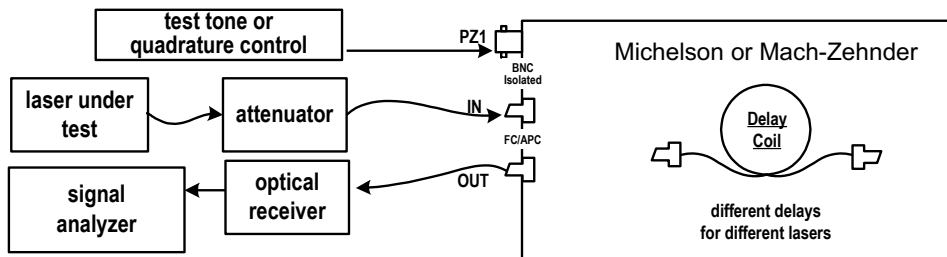 test tone or
quadrature control
PZ1
BNC
Isolated
Michelson or Mach-Zehnder
laser under
test
attenuator
IN
FC/APC
Delay
Coil
signal
analyzer
optical
receiver
OUT
different delays
for different lasers